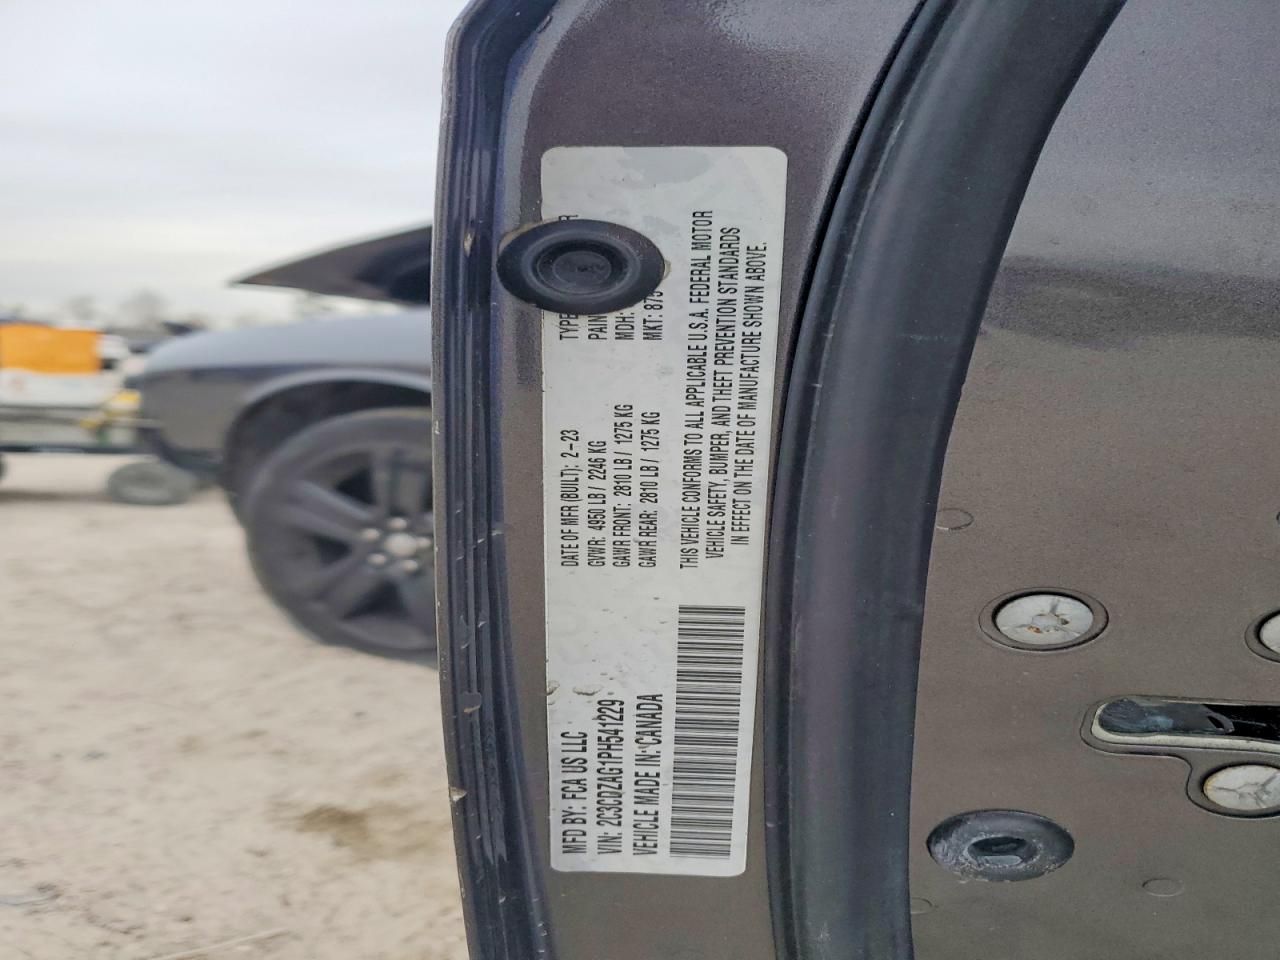 MFD BY: FCA US LLC
VIN: 2C3CDZAG1PH541229
VEHICLE MADE IN: CANADA
DATE OF MFR (BUILT): 2-23
GVWR: 4950 LB / 2246 KG
GAWR FRONT: 2810 LB / 1275 KG
GAWR REAR: 2810 LB / 1275 KG
MDH:
MKT:
THIS VEHICLE CONFORMS TO ALL APPLICABLE U.S.A. FEDERAL MOTOR
VEHICLE SAFETY, BUMPER, AND THEFT PREVENTION STANDARDS
IN EFFECT ON THE DATE OF MANUFACTURE SHOWN ABOVE.